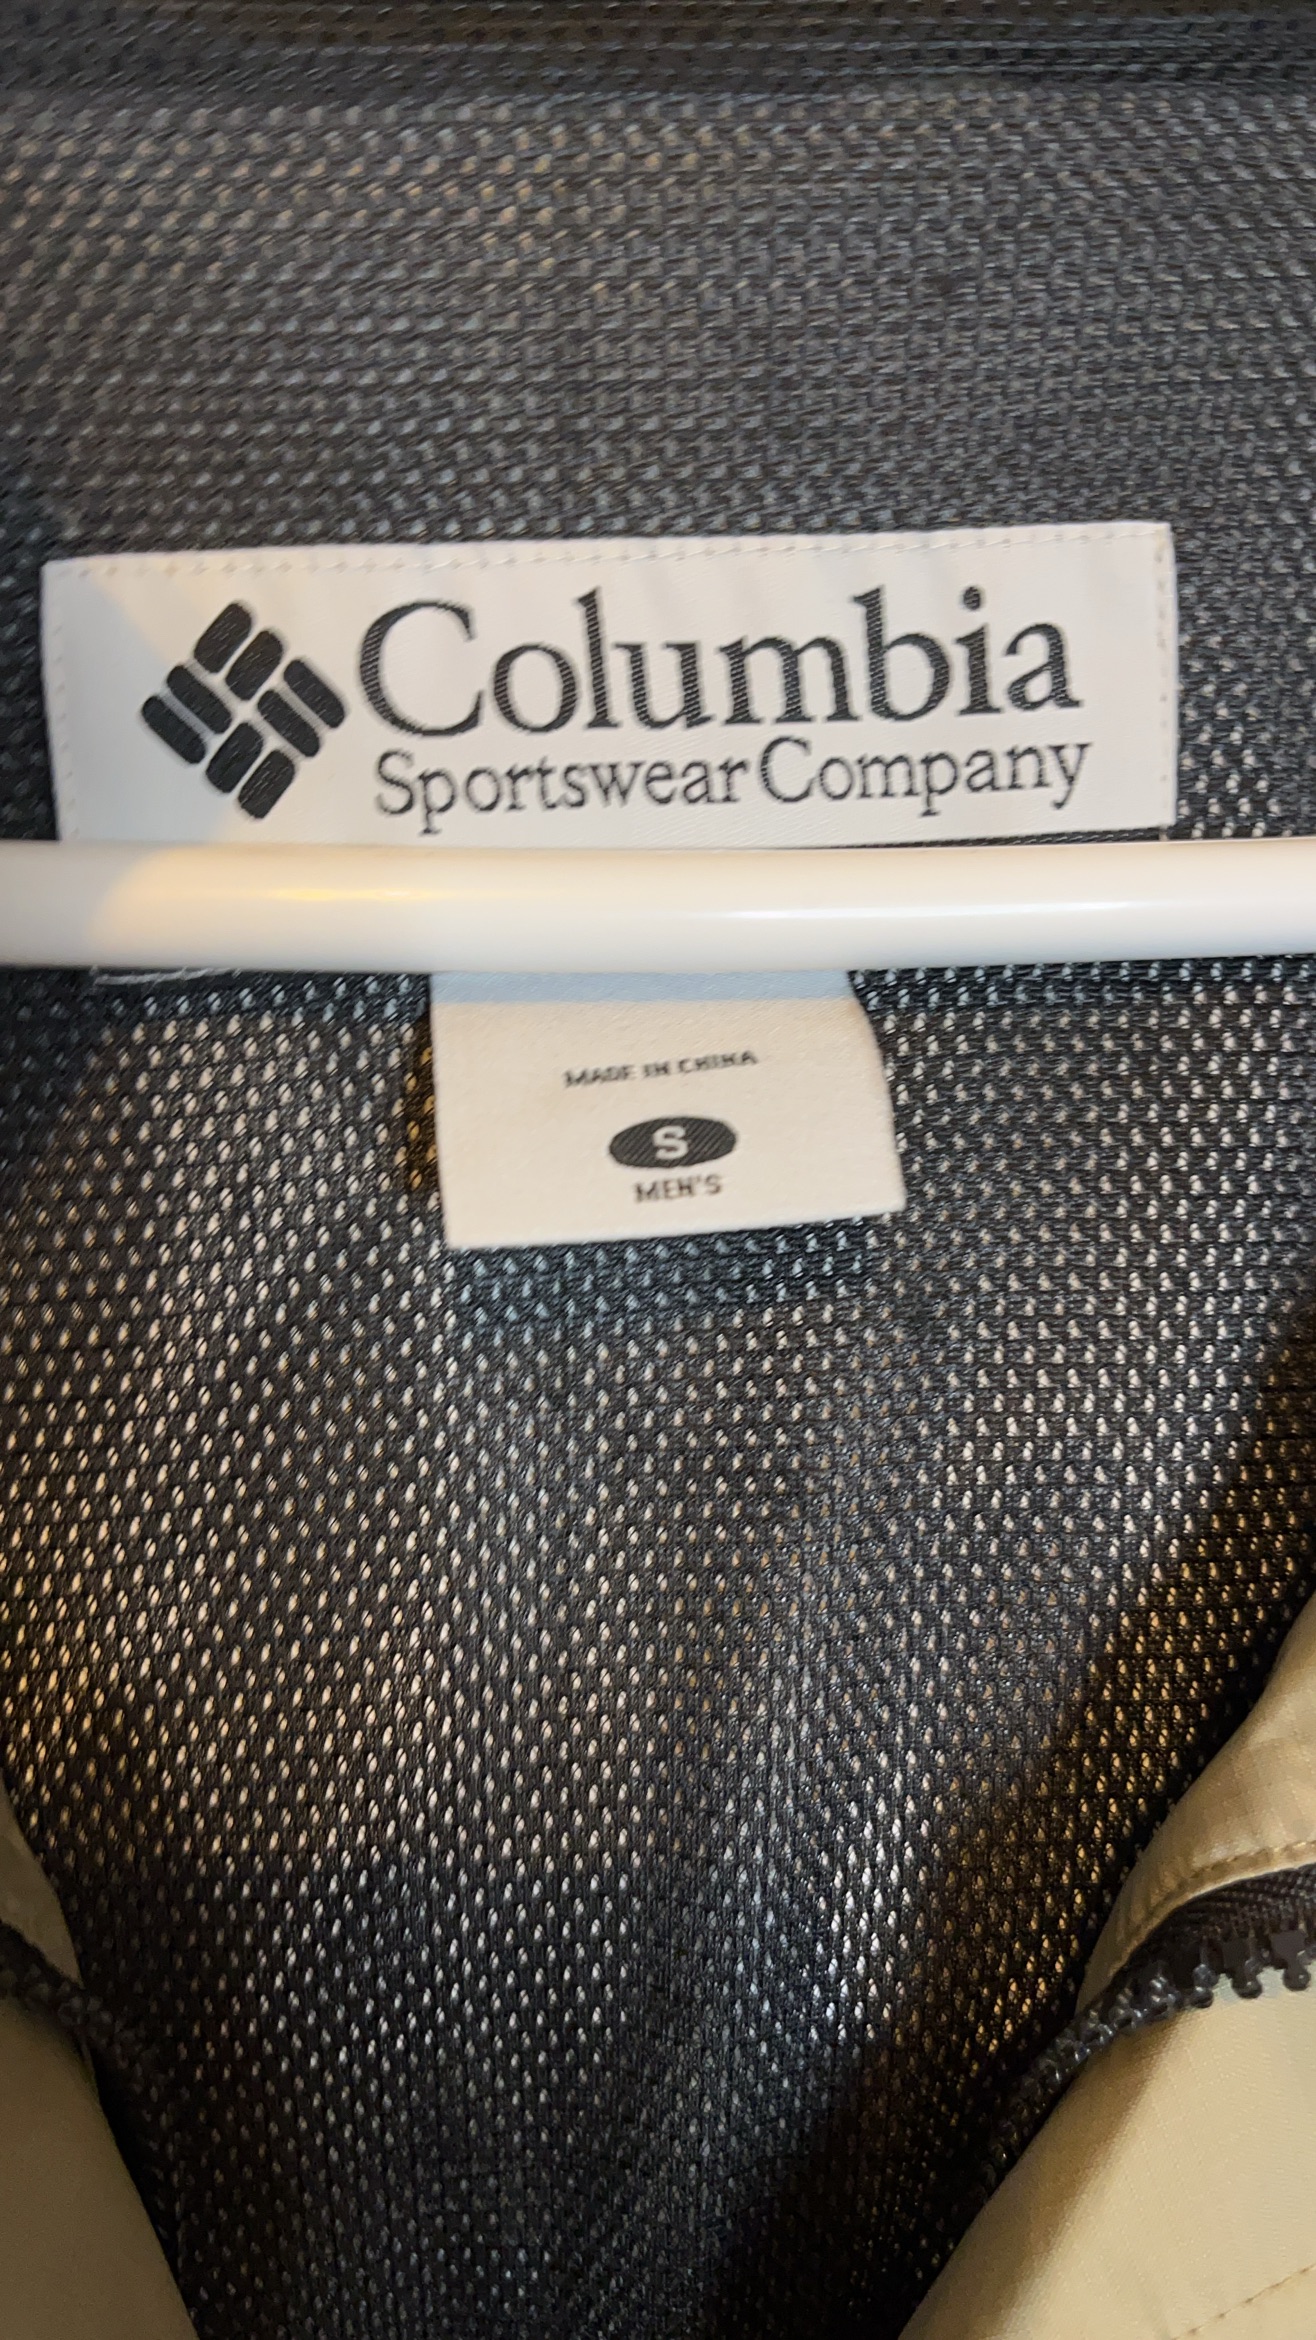 Columbia
Sportswear Company
MADE IN CHINA
S
MEN'S